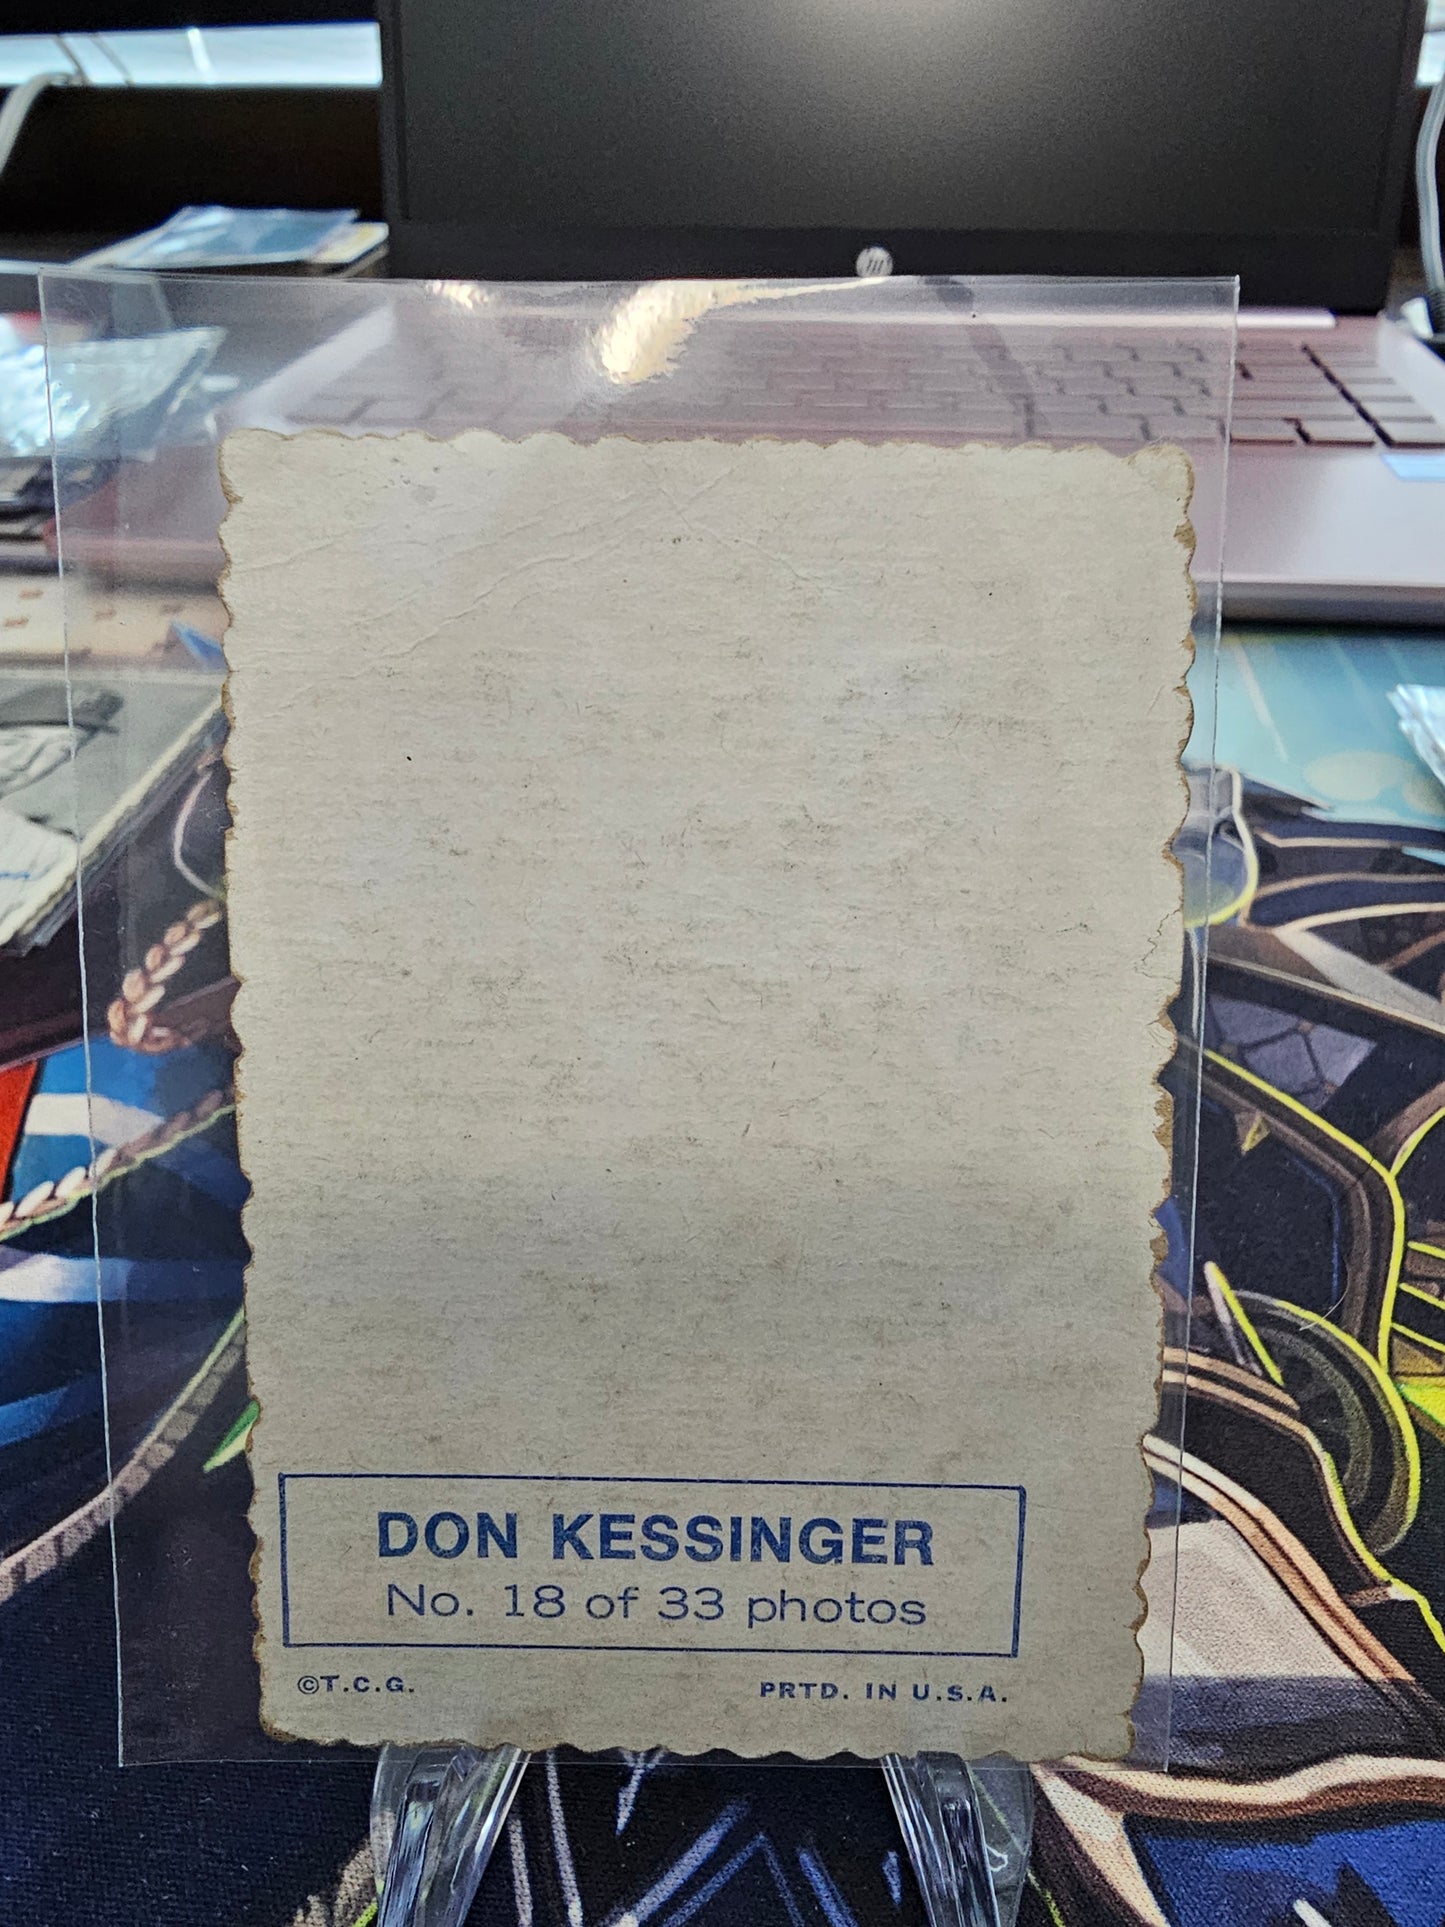 DON KESSINGER
No. 18 of 33 photos
©T.C.G. PRTD. IN U.S.A.